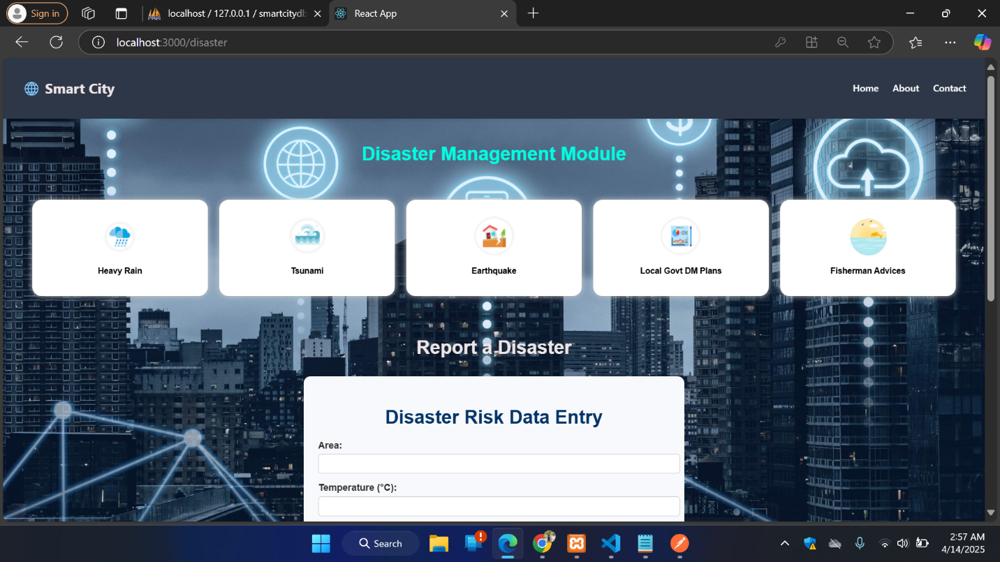 Sign in
localhost / 127.0.0.1 / smartcitydb
React App
localhost:3000/disaster
Smart City
Home About Contact
Disaster Management Module
Heavy Rain Tsunami Earthquake Local Govt DM Plans Fisherman Advices
Report a Disaster
Disaster Risk Data Entry
Area:
Temperature (°C):
Search
2:57 AM
4/14/2025